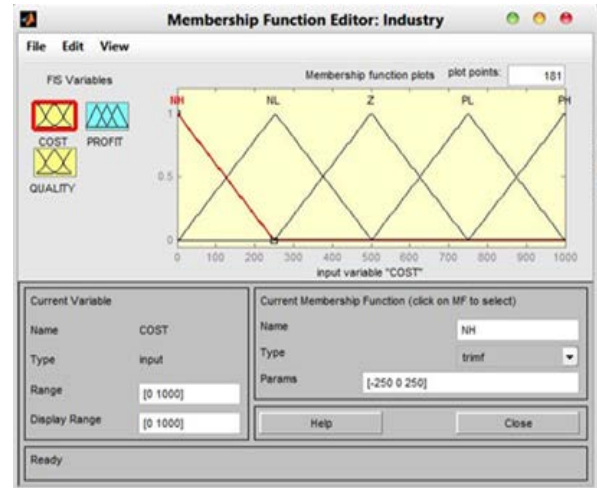 Membership Function Editor: Industry
File Edit View
FIS Variables
Membership function plots plot points: 181
COST PROFIT
QUALITY
NH NL Z PL PH
1
0.5
0
0 100 200 300 400 500 600 700 800 900 1000
input variable "COST"
Current Variable
Name COST
Type input
Range [0 1000]
Display Range [0 1000]
Current Membership Function (click on MF to select)
Name NH
Type trimf
Params [-250 0 250]
Help Close
Ready